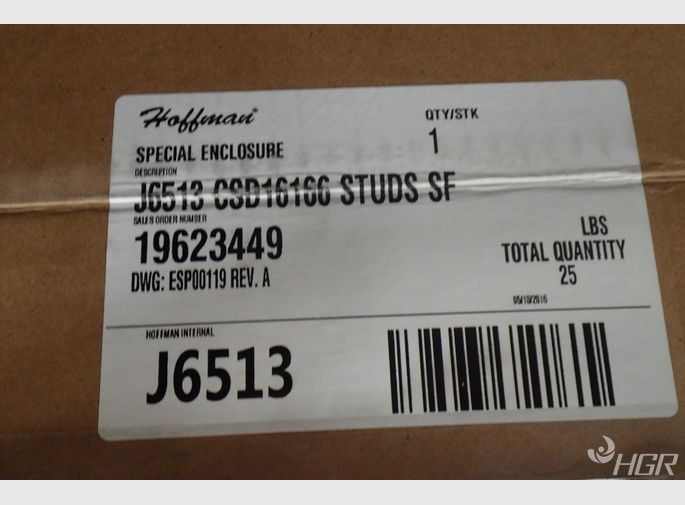 Hoffman®
QTY/STK
1
SPECIAL ENCLOSURE
DESCRIPTION
J6513 CSD16166 STUDS SF
SALES ORDER NUMBER
19623449
LBS
TOTAL QUANTITY
25
DWG: ESP00119 REV. A
05/18/2016
HOFFMAN INTERNAL
J6513
HGR